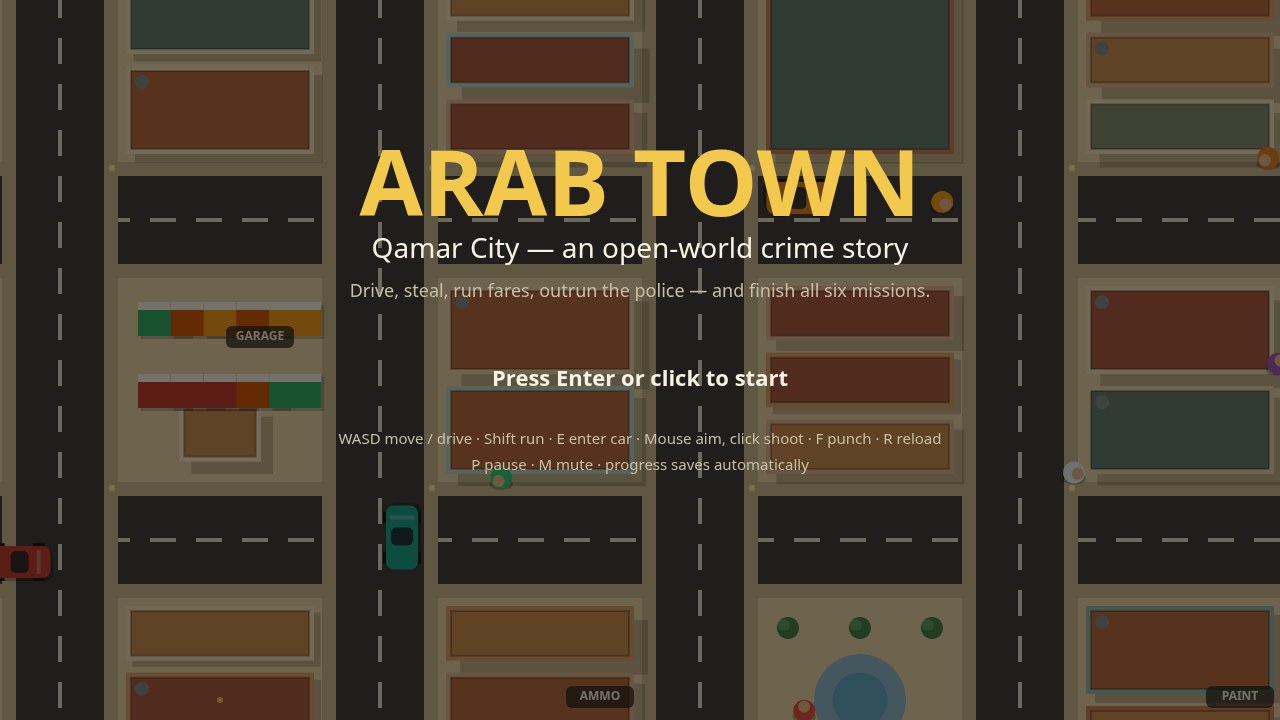 ARAB TOWN
Qamar City — an open-world crime story
Drive, steal, run fares, outrun the police — and finish all six missions.
GARAGE
Press Enter or click to start
WASD move / drive · Shift run · E enter car · Mouse aim, click shoot · F punch · R reload
P pause · M mute · progress saves automatically
AMMO
PAINT